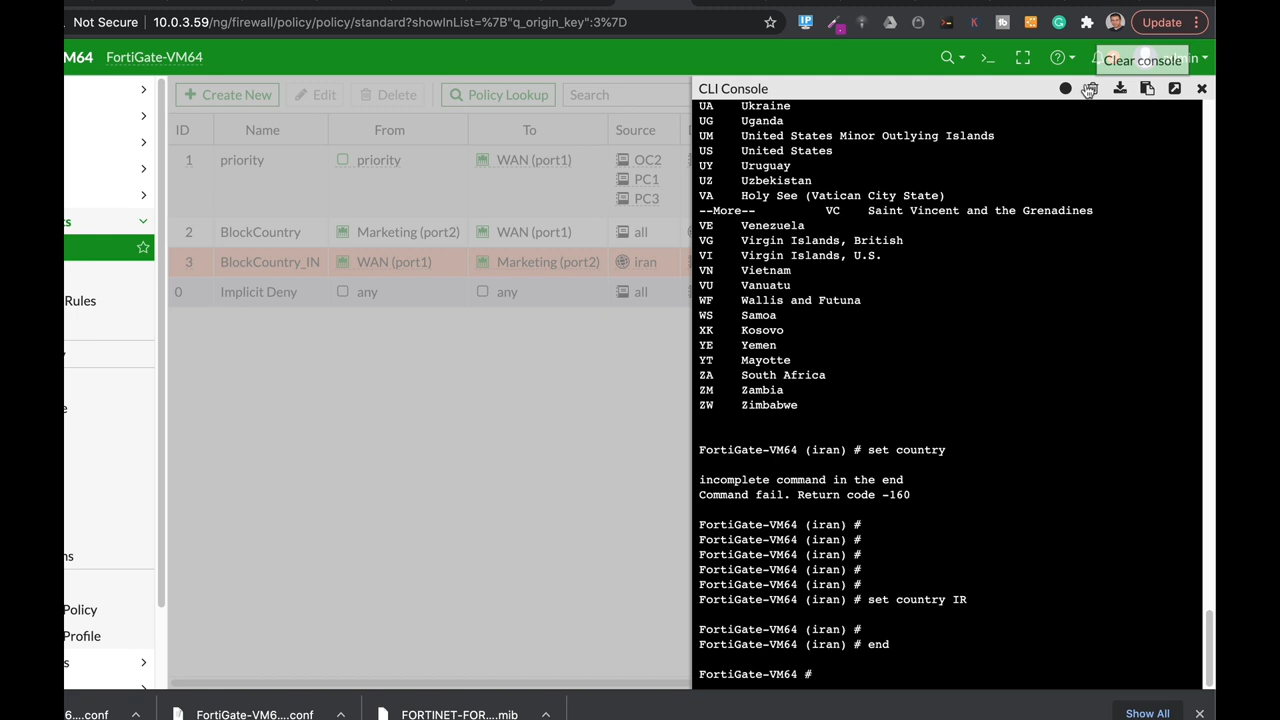 Not Secure 10.0.3.59/ng/firewall/policy/policy/standard?showInList=%7B"q_origin_key":3%7D Update
M64 FortiGate-VM64
Clear console
Create New Edit Delete Policy Lookup Search
ID Name From To Source
1 priority priority WAN (port1) OC2
PC1
PC3
2 BlockCountry Marketing (port2) WAN (port1) all
3 BlockCountry_IN WAN (port1) Marketing (port2) iran
0 Implicit Deny any any all
ts
Rules
y
e
ms
Policy
Profile
s
CLI Console
UA Ukraine
UG Uganda
UM United States Minor Outlying Islands
US United States
UY Uruguay
UZ Uzbekistan
VA Holy See (Vatican City State)
--More-- VC Saint Vincent and the Grenadines
VE Venezuela
VG Virgin Islands, British
VI Virgin Islands, U.S.
VN Vietnam
VU Vanuatu
WF Wallis and Futuna
WS Samoa
XK Kosovo
YE Yemen
YT Mayotte
ZA South Africa
ZM Zambia
ZW Zimbabwe
FortiGate-VM64 (iran) # set country
incomplete command in the end
Command fail. Return code -160
FortiGate-VM64 (iran) #
FortiGate-VM64 (iran) #
FortiGate-VM64 (iran) #
FortiGate-VM64 (iran) #
FortiGate-VM64 (iran) #
FortiGate-VM64 (iran) # set country IR
FortiGate-VM64 (iran) #
FortiGate-VM64 (iran) # end
FortiGate-VM64 #
6....conf FortiGate-VM6....conf FORTINET-FOR....mib Show All